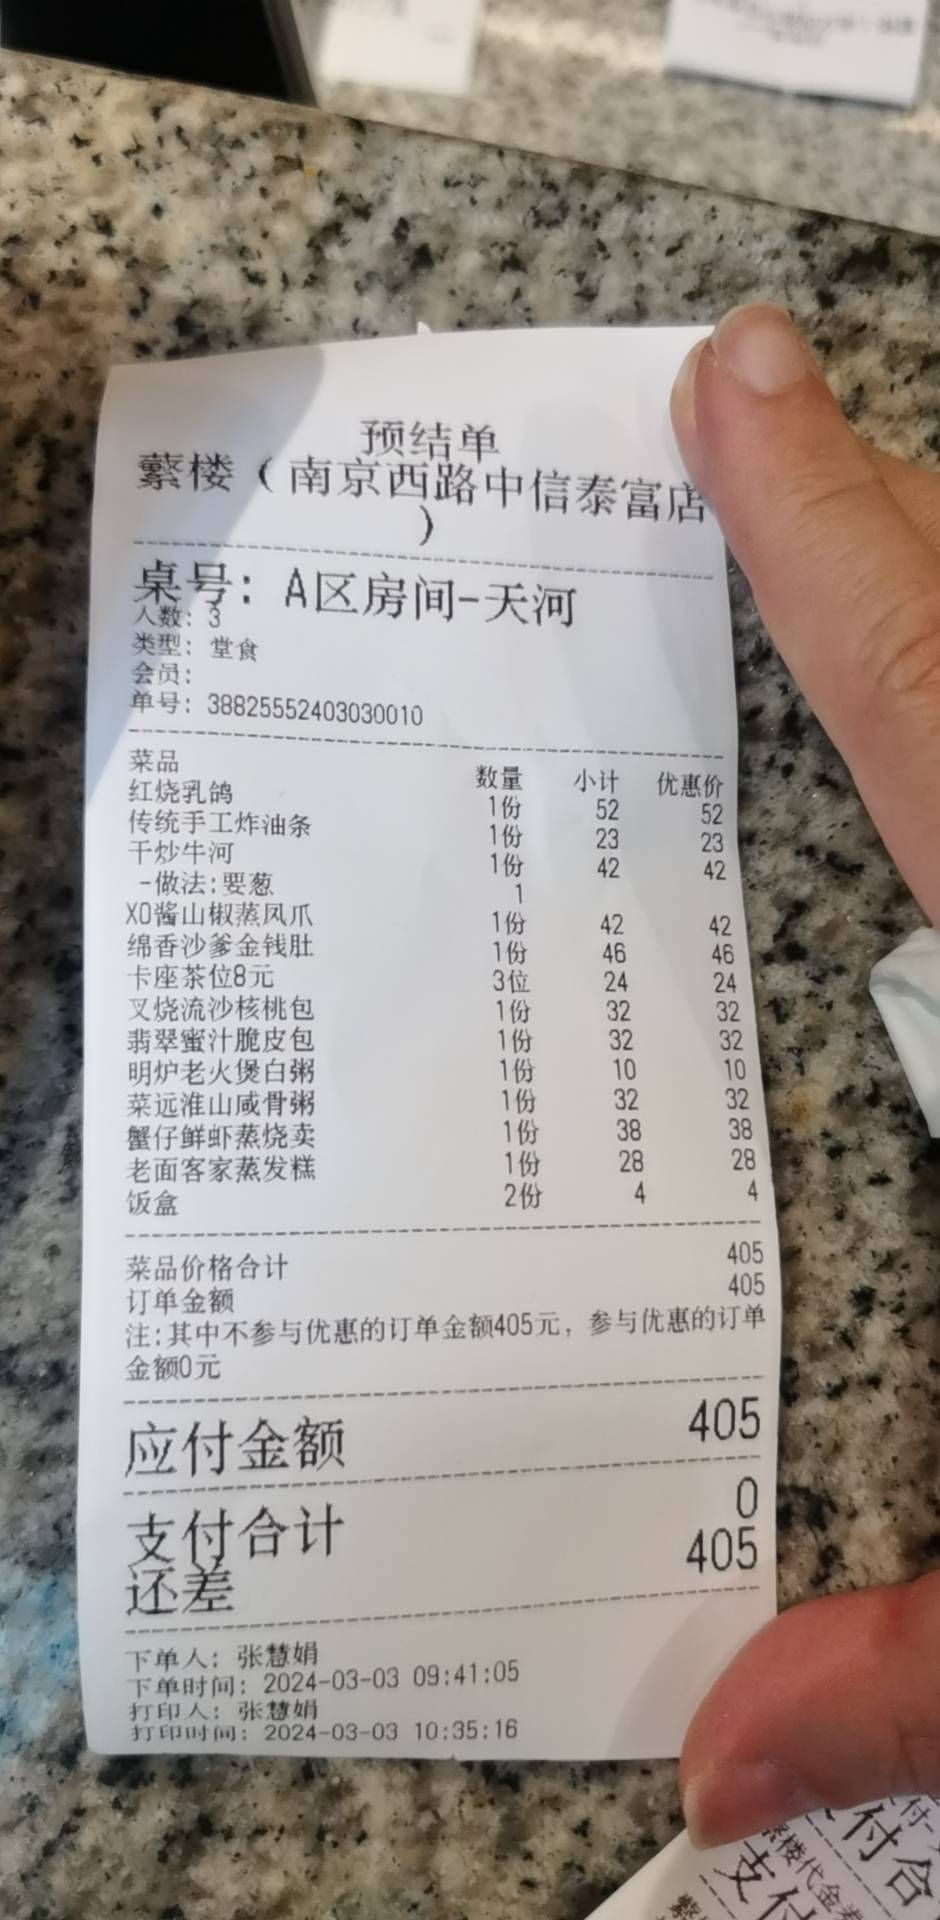 预结单
蘩楼（南京西路中信泰富店
）
桌号：A区房间-天河
人数：3
类型：堂食
会员：
单号：38825552403030010
菜品 数量 小计 优惠价
红烧乳鸽 1份 52 52
传统手工炸油条 1份 23 23
干炒牛河 1份 42 42
-做法:要葱 1
XO酱山椒蒸凤爪 1份 42 42
绵香沙爹金钱肚 1份 46 46
卡座茶位8元 3位 24 24
叉烧流沙核桃包 1份 32 32
翡翠蜜汁脆皮包 1份 32 32
明炉老火煲白粥 1份 10 10
菜远淮山咸骨粥 1份 32 32
蟹仔鲜虾蒸烧卖 1份 38 38
老面客家蒸发糕 1份 28 28
饭盒 2份 4 4
菜品价格合计 405
订单金额 405
注:其中不参与优惠的订单金额405元，参与优惠的订单
金额0元
应付金额 405
支付合计 0
还差 405
下单人：张慧娟
下单时间：2024-03-03 09:41:05
打印人：张慧娟
打印时间：2024-03-03 10:35:16
付合
支付
楼代金券